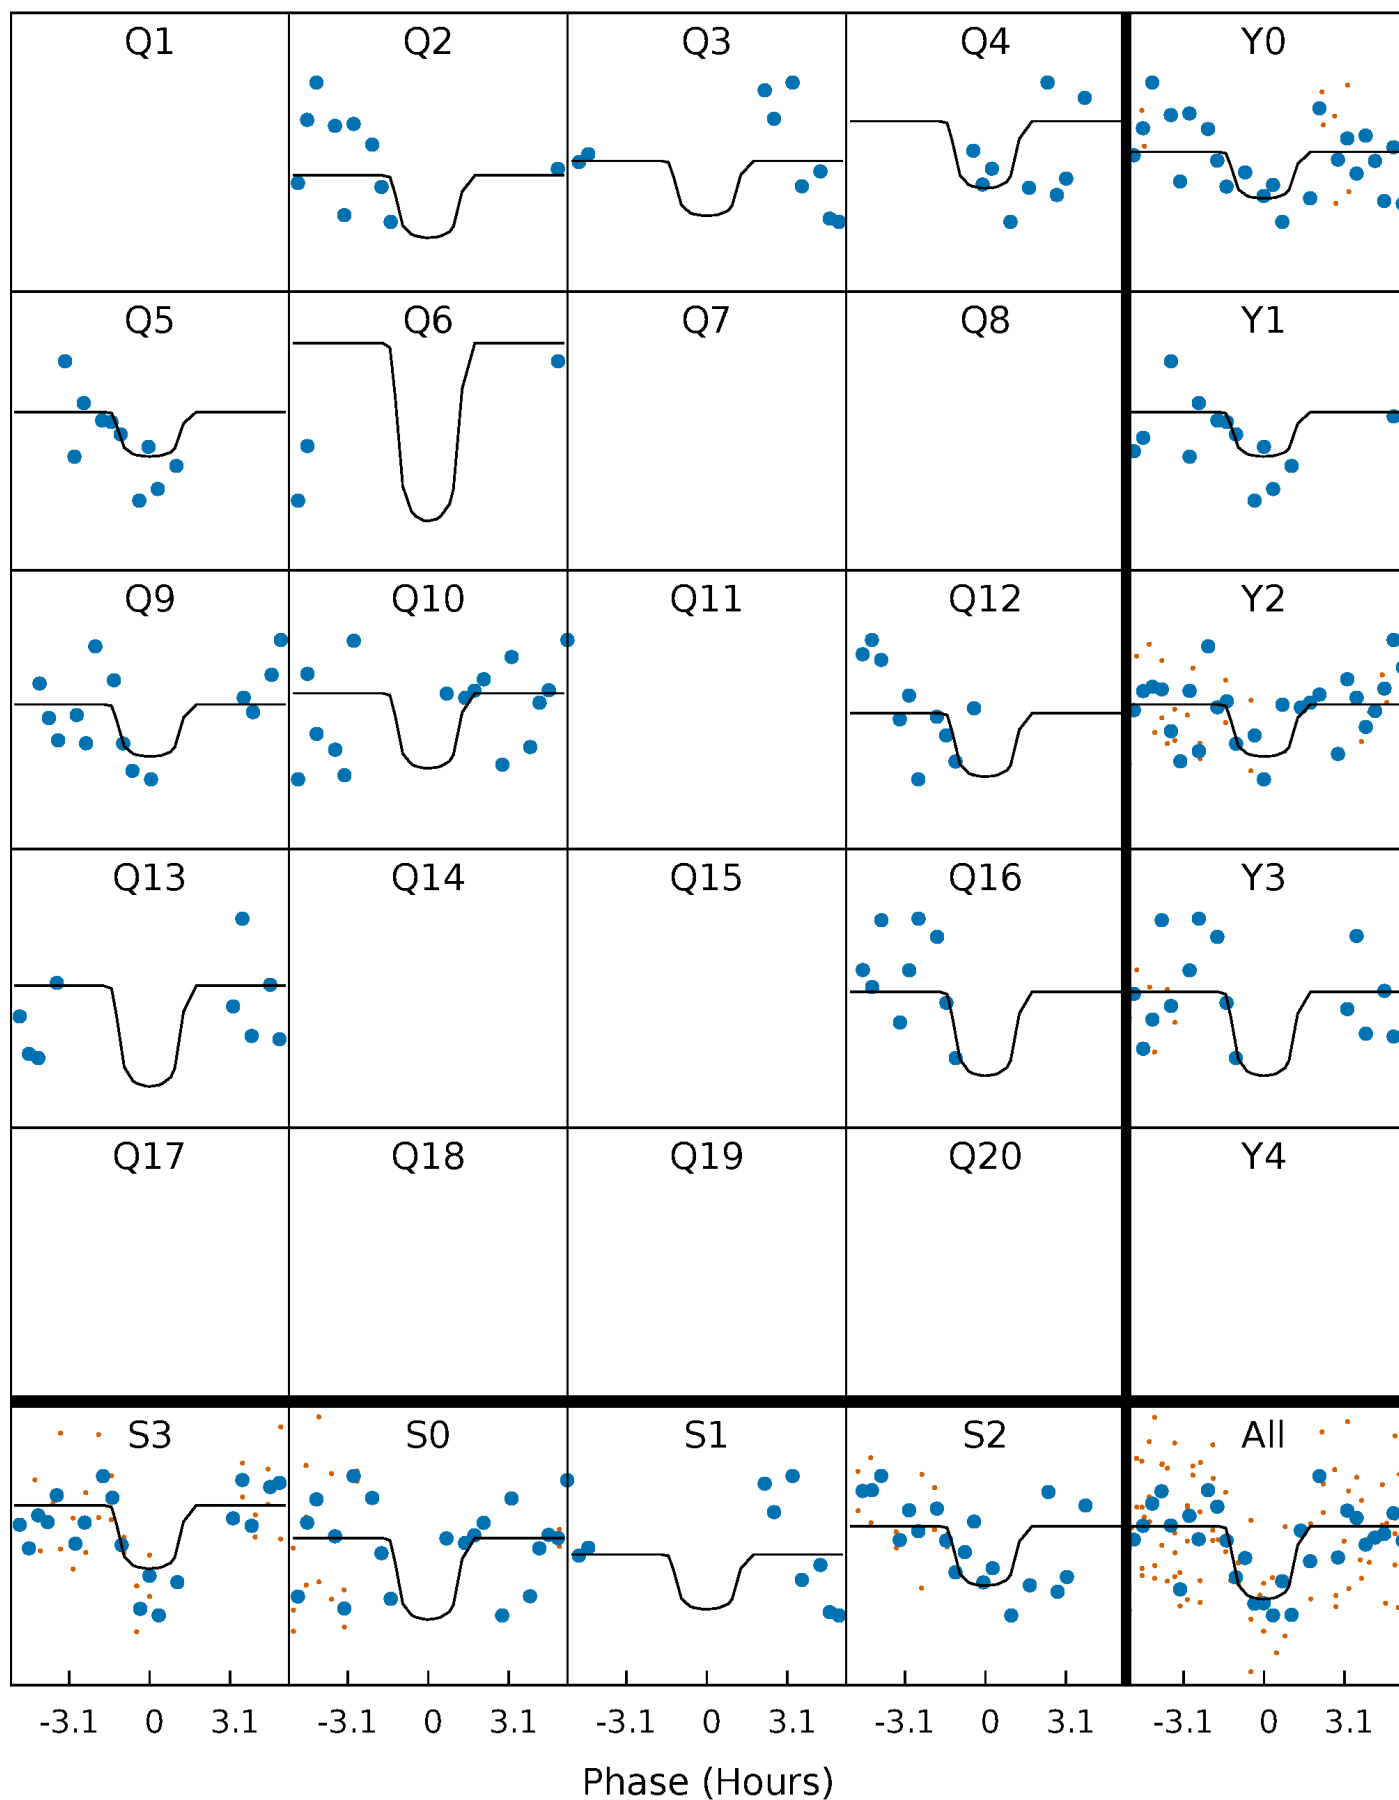 Q1 Q2 Q3 Q4 Y0
Q5 Q6 Q7 Q8 Y1
Q9 Q10 Q11 Q12 Y2
Q13 Q14 Q15 Q16 Y3
Q17 Q18 Q19 Q20 Y4
S3 S0 S1 S2 All
-3.1 0 3.1 -3.1 0 3.1 -3.1 0 3.1 -3.1 0 3.1 -3.1 0 3.1
Phase (Hours)